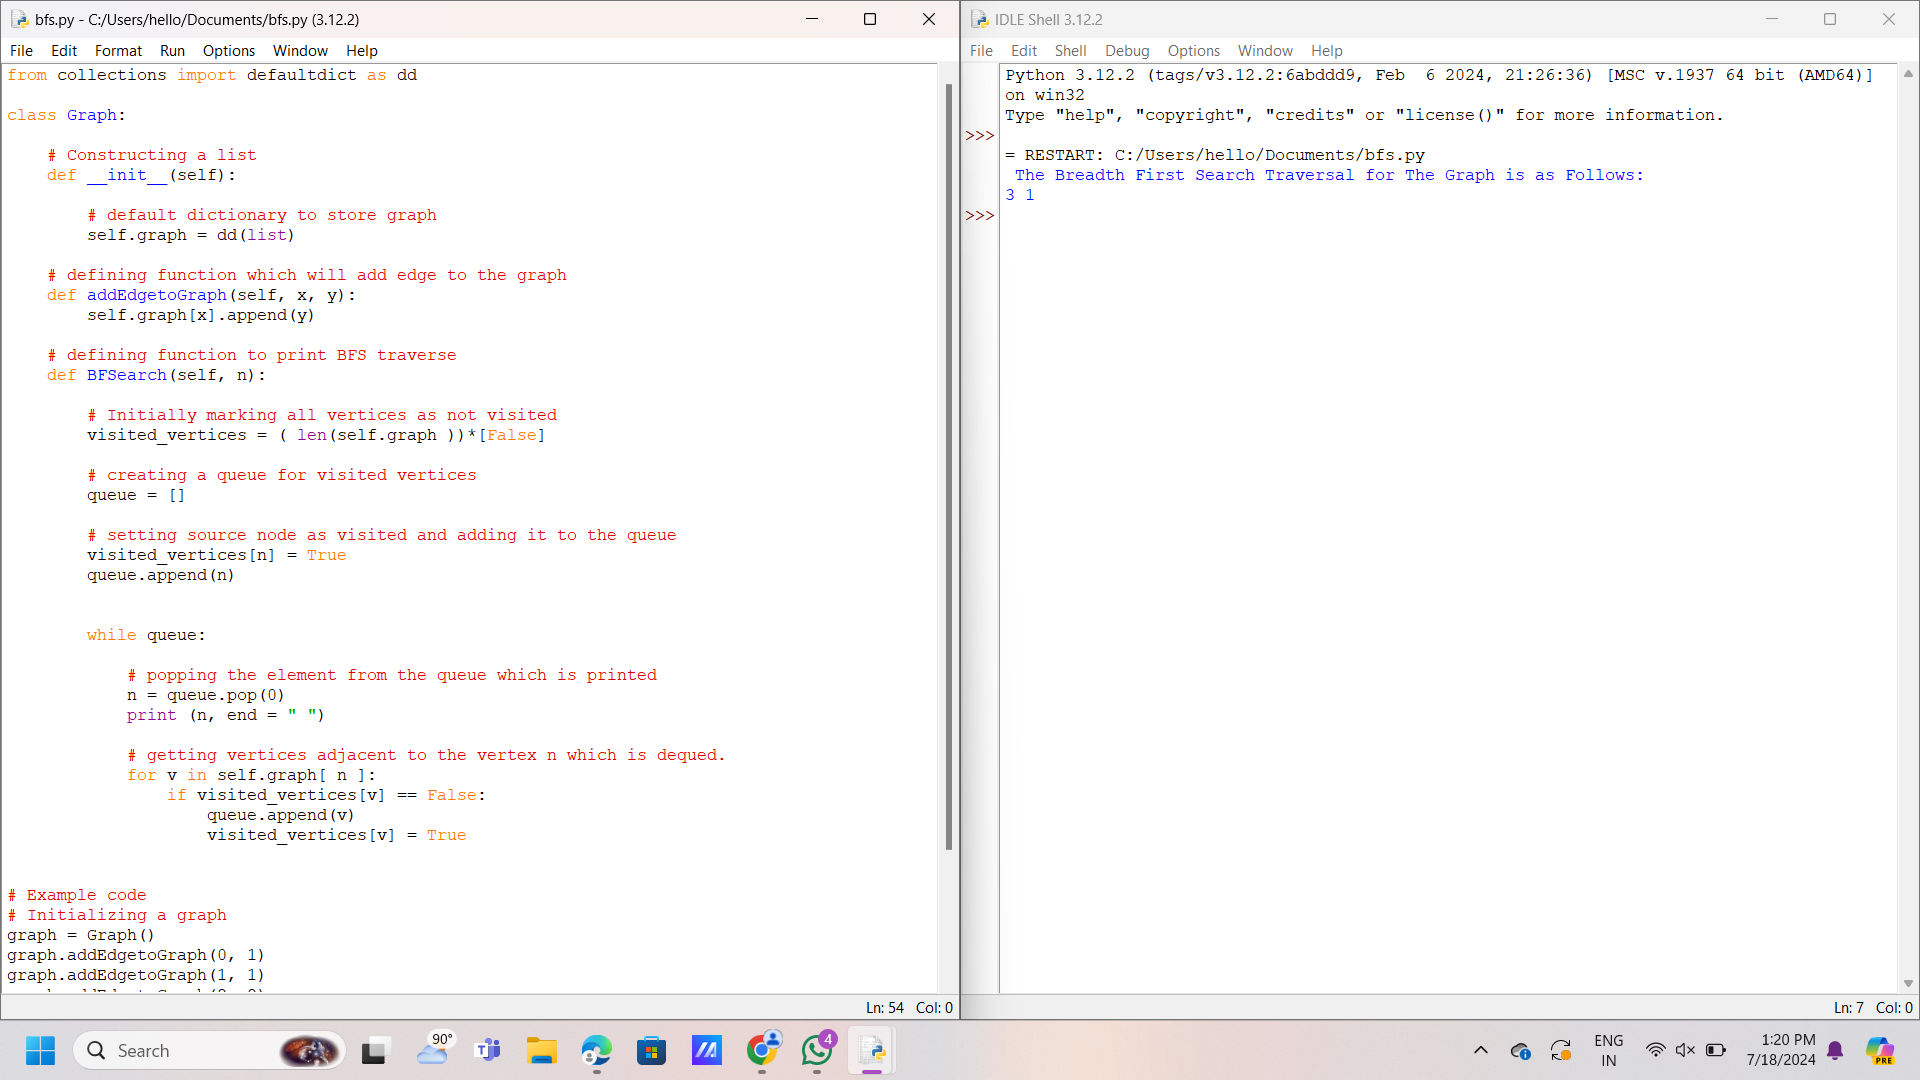 bfs.py - C:/Users/hello/Documents/bfs.py (3.12.2)
File Edit Format Run Options Window Help
from collections import defaultdict as dd
class Graph:
# Constructing a list
def __init__(self):
# default dictionary to store graph
self.graph = dd(list)
# defining function which will add edge to the graph
def addEdgetoGraph(self, x, y):
self.graph[x].append(y)
# defining function to print BFS traverse
def BFSearch(self, n):
# Initially marking all vertices as not visited
visited_vertices = ( len(self.graph ))*[False]
# creating a queue for visited vertices
queue = []
# setting source node as visited and adding it to the queue
visited_vertices[n] = True
queue.append(n)
while queue:
# popping the element from the queue which is printed
n = queue.pop(0)
print (n, end = " ")
# getting vertices adjacent to the vertex n which is dequed.
for v in self.graph[ n ]:
if visited_vertices[v] == False:
queue.append(v)
visited_vertices[v] = True
# Example code
# Initializing a graph
graph = Graph()
graph.addEdgetoGraph(0, 1)
graph.addEdgetoGraph(1, 1)
Ln: 54 Col: 0
IDLE Shell 3.12.2
File Edit Shell Debug Options Window Help
Python 3.12.2 (tags/v3.12.2:6abddd9, Feb  6 2024, 21:26:36) [MSC v.1937 64 bit (AMD64)]
on win32
Type "help", "copyright", "credits" or "license()" for more information.
>>>
= RESTART: C:/Users/hello/Documents/bfs.py
The Breadth First Search Traversal for The Graph is as Follows:
3 1
>>>
Ln: 7 Col: 0
Search
90°
4
ENG
IN
1:20 PM
7/18/2024
PRE